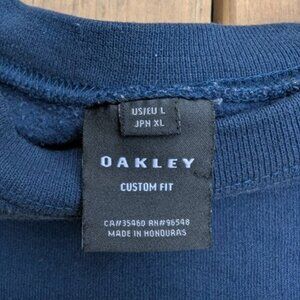 US/EU L
JPN XL
OAKLEY
CUSTOM FIT
CA#35460 RN#96548
MADE IN HONDURAS